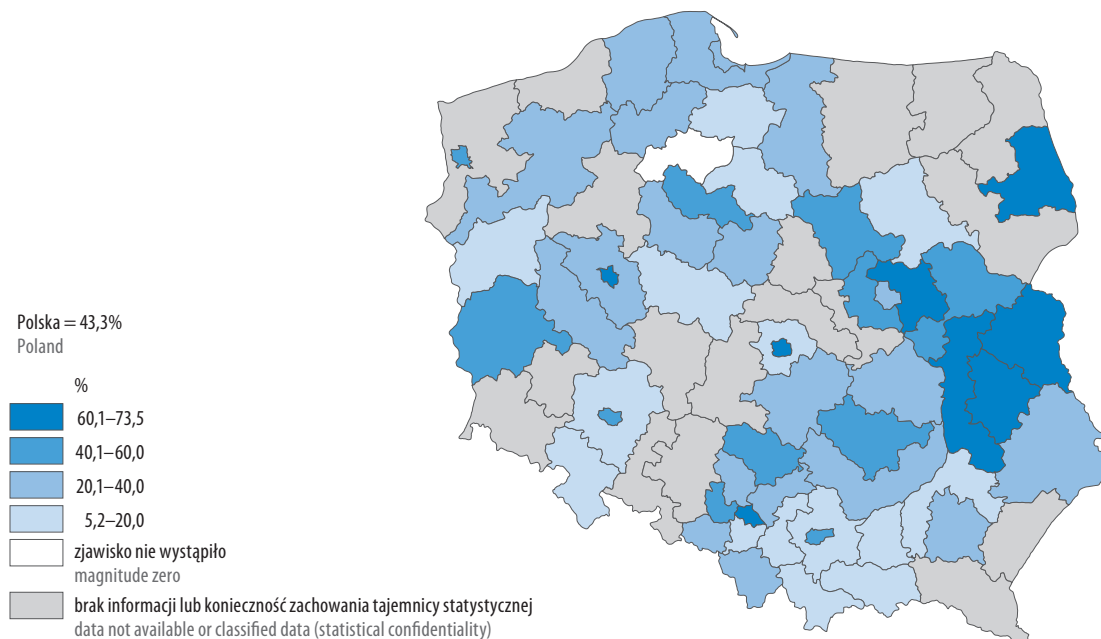 Polska = 43,3%
Poland
%
60,1–73,5
40,1–60,0
20,1–40,0
5,2–20,0
zjawisko nie wystąpiło
magnitude zero
brak informacji lub konieczność zachowania tajemnicy statystycznej
data not available or classified data (statistical confidentiality)